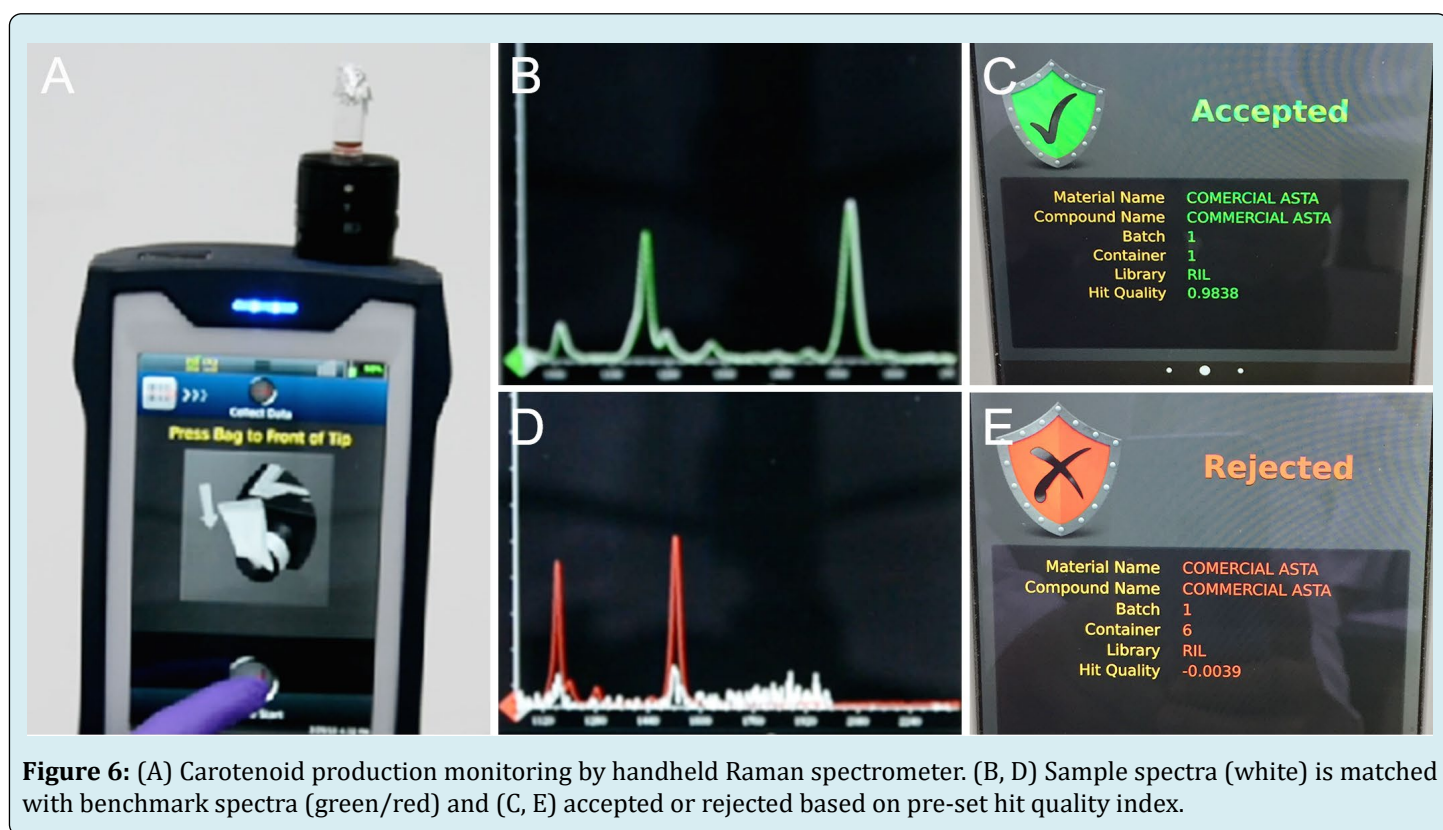 A
Collect Data
Press Bag to Front of Tip
Start
B
C
Accepted
Material Name COMERCIAL ASTA
Compound Name COMMERCIAL ASTA
Batch 1
Container 1
Library RIL
Hit Quality 0.9838
D
E
Rejected
Material Name COMERCIAL ASTA
Compound Name COMMERCIAL ASTA
Batch 1
Container 6
Library RIL
Hit Quality -0.0039
Figure 6: (A) Carotenoid production monitoring by handheld Raman spectrometer. (B, D) Sample spectra (white) is matched
with benchmark spectra (green/red) and (C, E) accepted or rejected based on pre-set hit quality index.